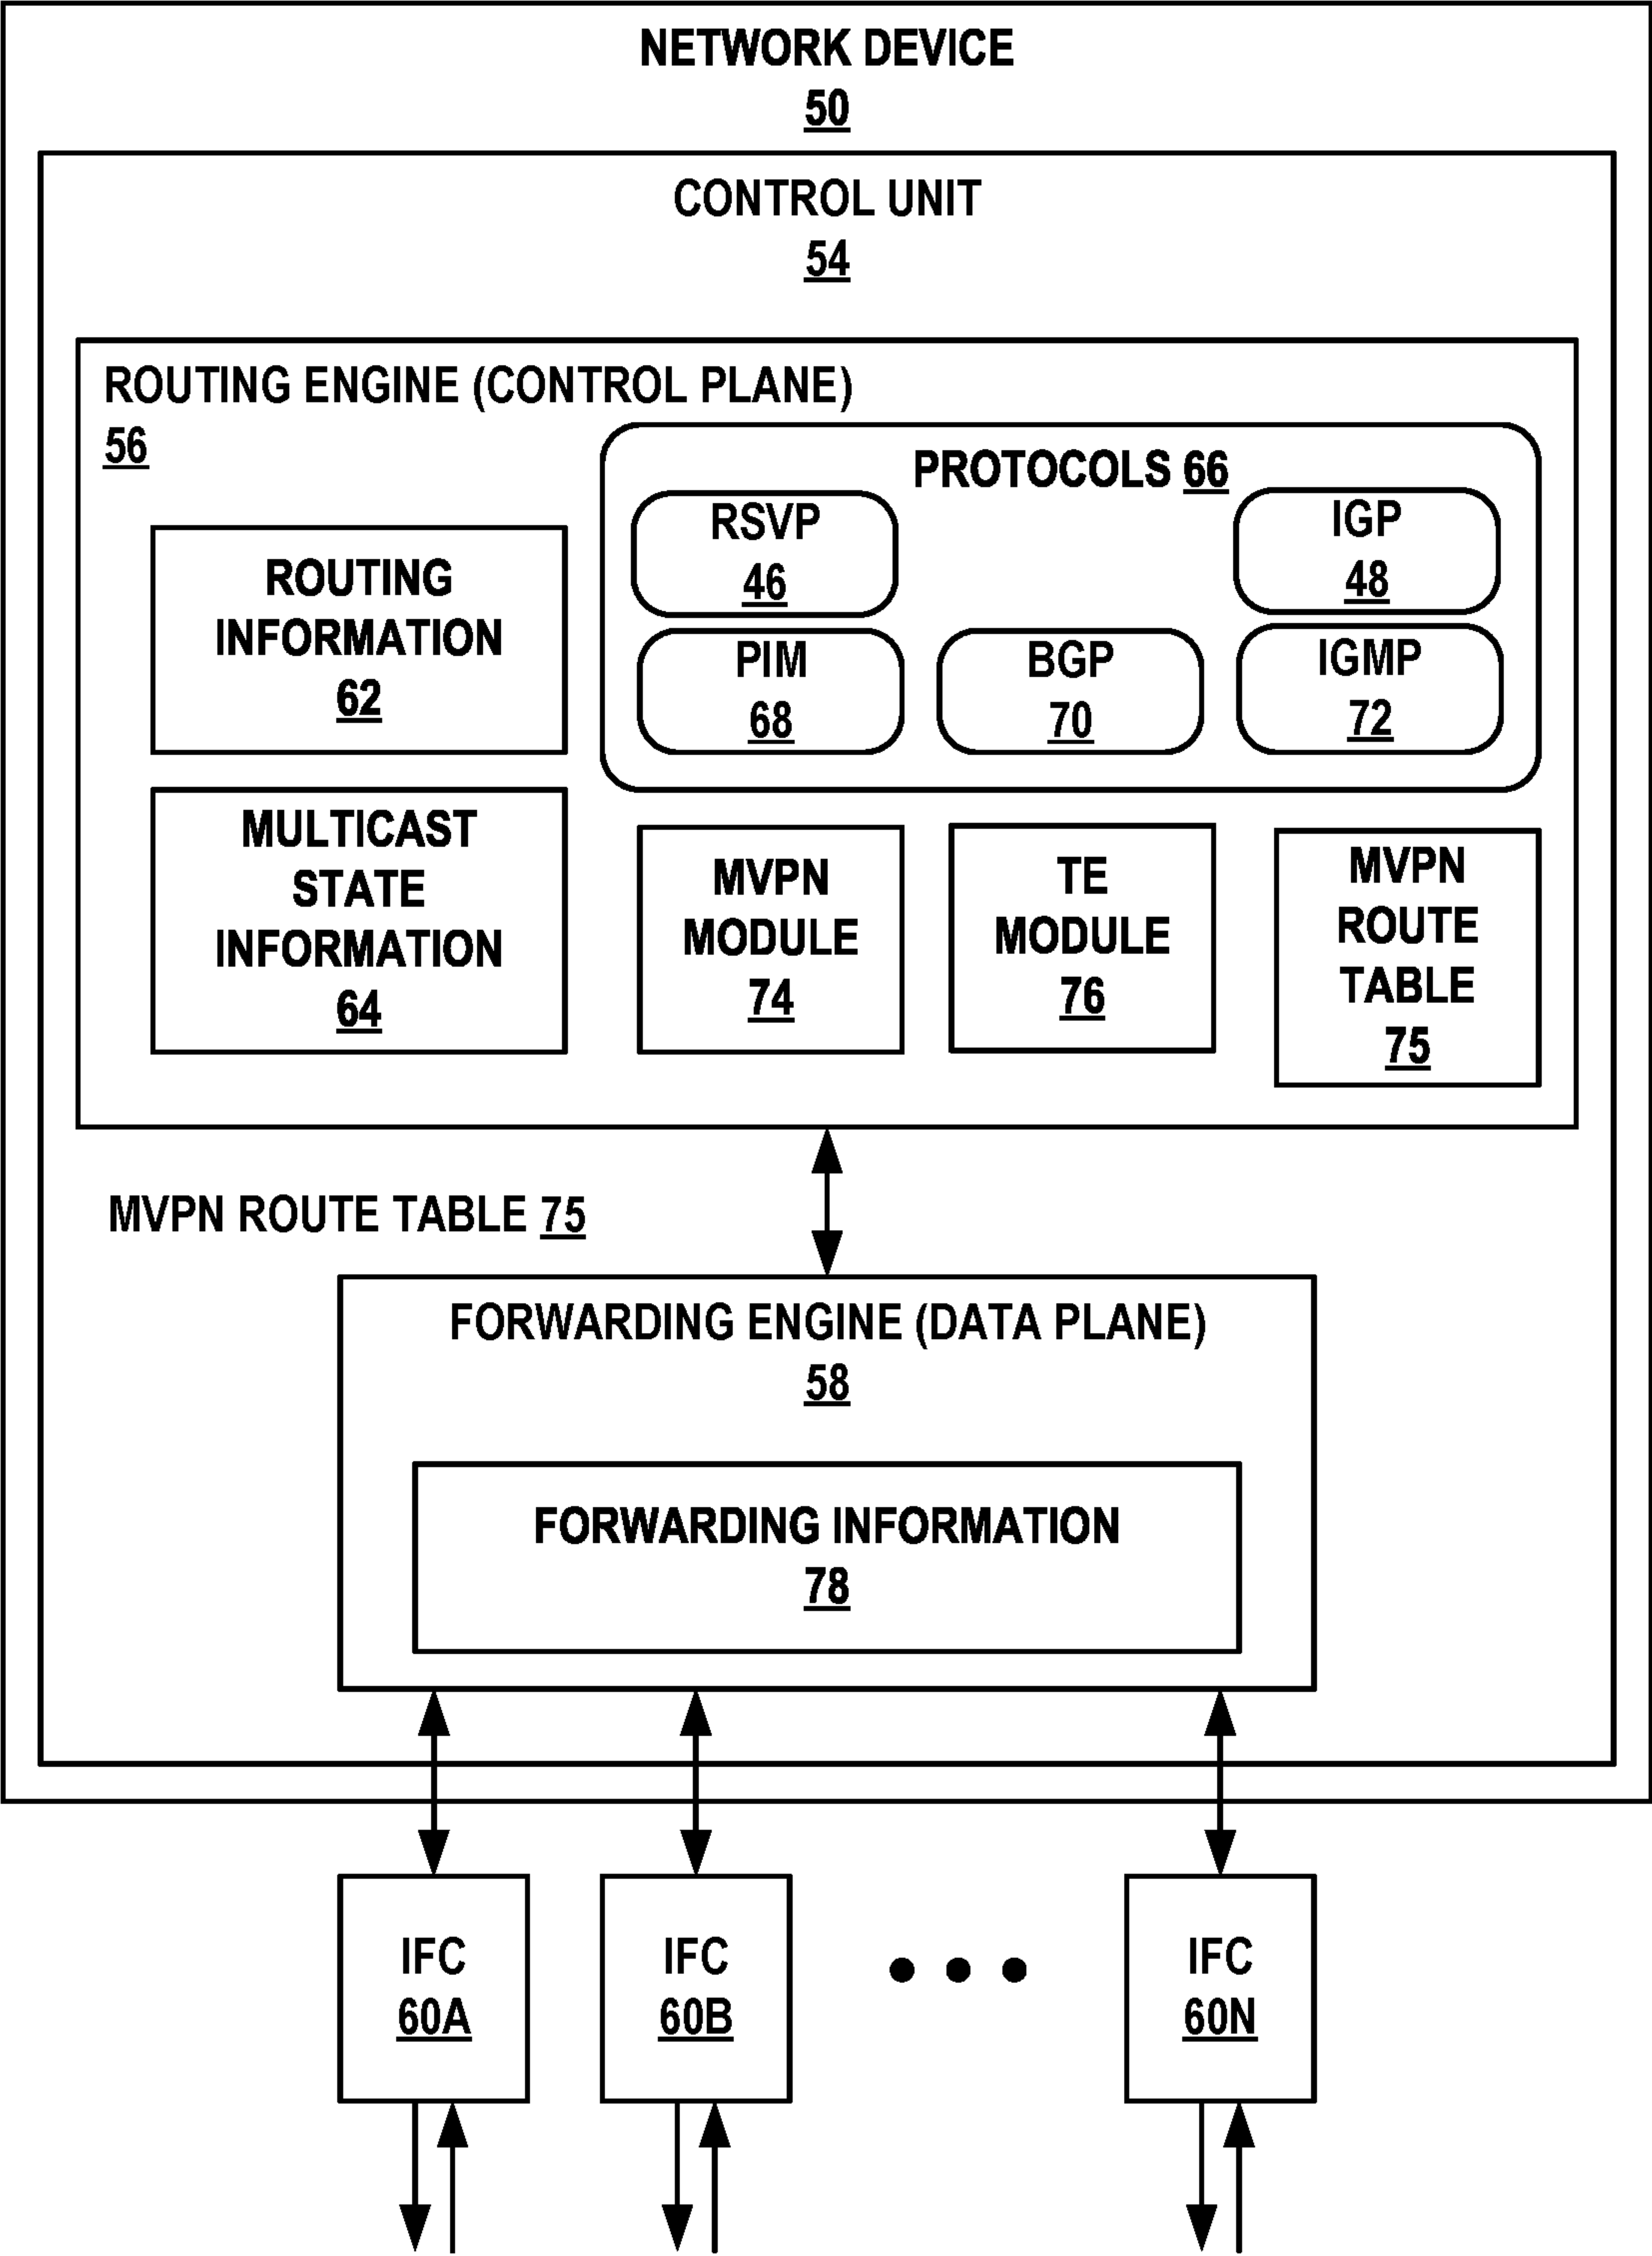 NETWORK DEVICE
50
CONTROL UNIT
54
ROUTING ENGINE (CONTROL PLANE)
56
PROTOCOLS 66
RSVP
46
IGP
48
PIM
68
BGP
70
IGMP
72
ROUTING
INFORMATION
62
MULTICAST
STATE
INFORMATION
64
MVPN
MODULE
74
TE
MODULE
76
MVPN
ROUTE
TABLE
75
MVPN ROUTE TABLE 75
FORWARDING ENGINE (DATA PLANE)
58
FORWARDING INFORMATION
78
IFC
60A
IFC
60B
IFC
60N